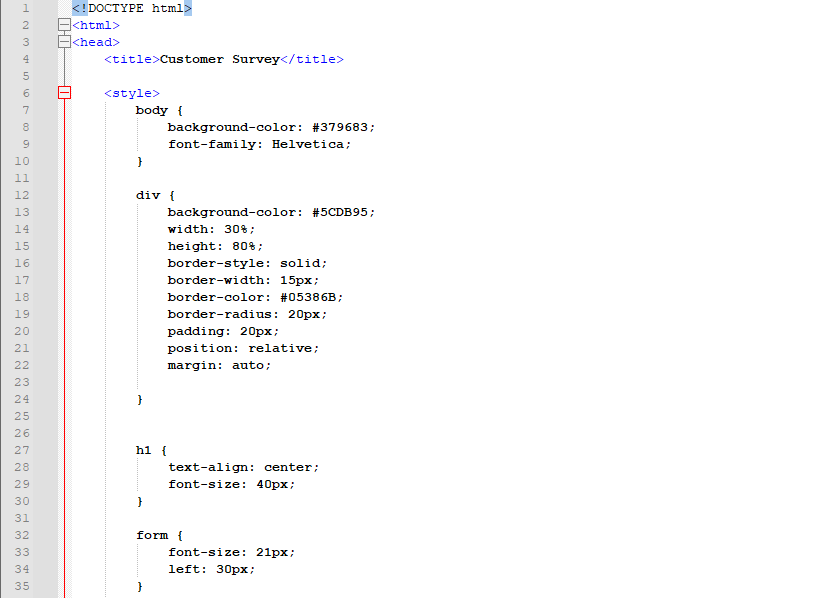 1 <!DOCTYPE html>
2 <html>
3 <head>
4 <title>Customer Survey</title>
5
6 <style>
7 body {
8 background-color: #379683;
9 font-family: Helvetica;
10 }
11
12 div {
13 background-color: #5CDB95;
14 width: 30%;
15 height: 80%;
16 border-style: solid;
17 border-width: 15px;
18 border-color: #05386B;
19 border-radius: 20px;
20 padding: 20px;
21 position: relative;
22 margin: auto;
23
24 }
25
26
27 h1 {
28 text-align: center;
29 font-size: 40px;
30 }
31
32 form {
33 font-size: 21px;
34 left: 30px;
35 }